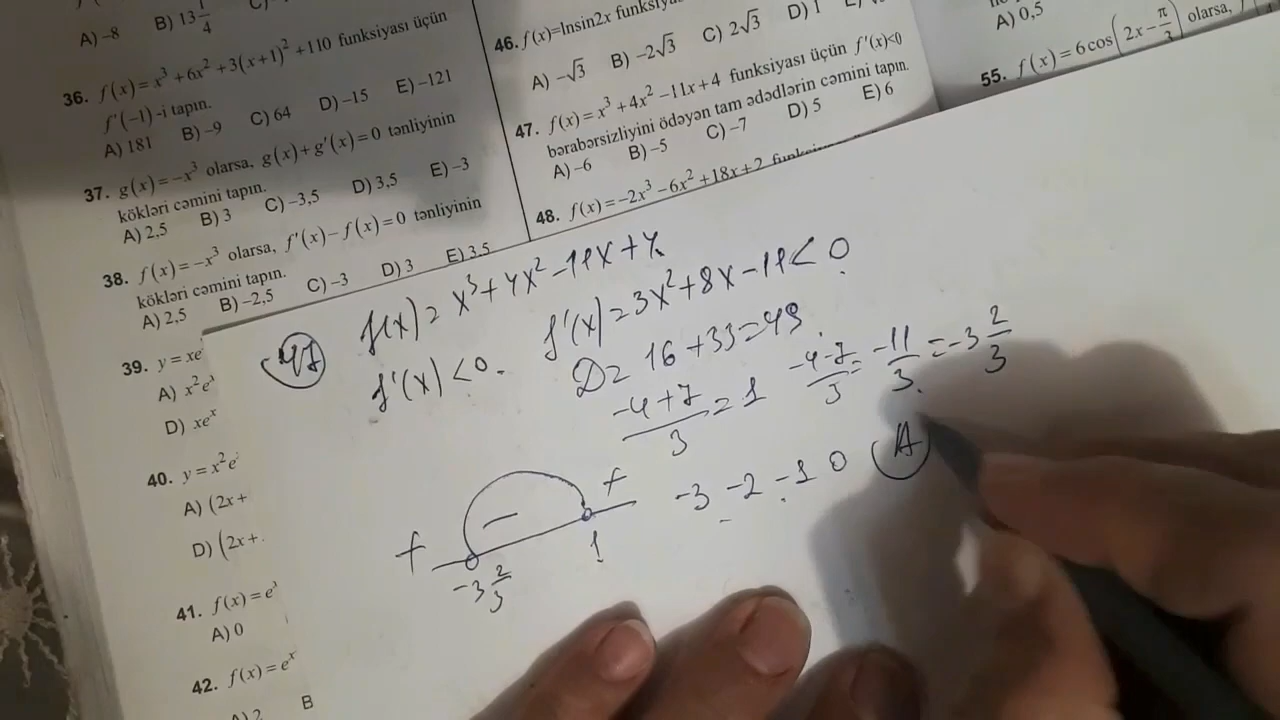 A) −8 B) 13 1/4
36. f(x) = x³ + 6x² + 3(x+1)² + 110 funksiyası üçün
f′(−1)-i tapın.
A) 181 B) −9 C) 64 D) −15 E) −121
37. g(x) = −x³ olarsa, g(x) + g′(x) = 0 tənliyinin
kökləri cəmini tapın.
A) 2,5 B) 3 C) −3,5 D) 3,5 E) −3
38. f(x) = −x³ olarsa, f′(x) − f(x) = 0 tənliyinin
kökləri cəmini tapın.
A) 2,5 B) −2,5 C) −3 D) 3 E) 3,5
39. y = xe
A) x²eˣ
D) xeˣ
40. y = x²e
A) (2x+
D) (2x+
41. f(x) = e
A) 0
42. f(x) = eˣ
A) 2 B
46. f(x)=lnsin2x
A) −√3 B) −2√3 C) 2√3 D) 1
47. f(x) = x³ + 4x² − 11x + 4 funksiyası üçün f′(x)<0
bərabərsizliyini ödəyən tam ədədlərin cəmini tapın.
A) −6 B) −5 C) −7 D) 5 E) 6
48. f(x) = −2x³ − 6x² + 18x + 2
A) 0,5
55. f(x) = 6cos(2x − π/3) olarsa,
47 f(x) = x³ + 4x² − 11x + 4
f′(x) < 0. f′(x) = 3x² + 8x − 11 < 0
D = 16 + 33 = 49
(−4+7)/3 = 1 (−4−7)/3 = −11/3 = −3 2/3
+ − +
−3 2/3 1
−3 −2 −1 0 A